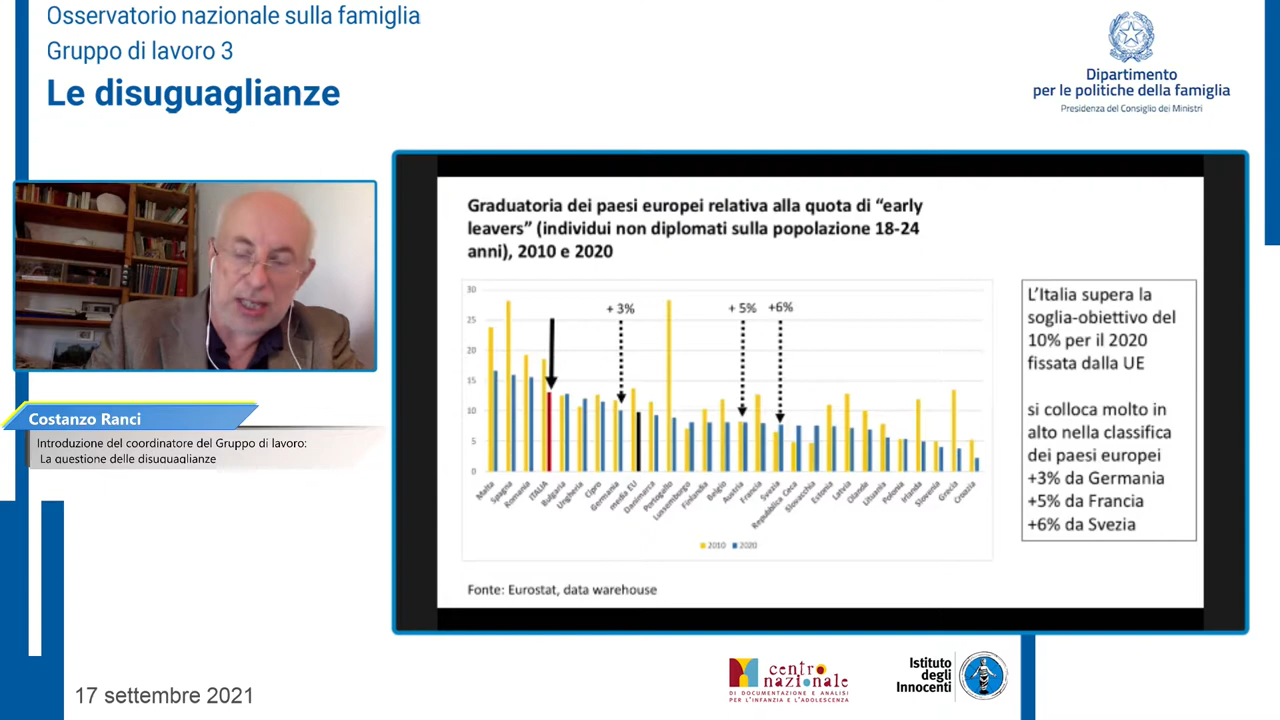 Osservatorio nazionale sulla famiglia
Gruppo di lavoro 3
Le disuguaglianze
Dipartimento
per le politiche della famiglia
Presidenza del Consiglio dei Ministri
Graduatoria dei paesi europei relativa alla quota di “early
leavers” (individui non diplomati sulla popolazione 18-24
anni), 2010 e 2020
30
25
20
15
10
5
0
+ 3%
+ 5%
+6%
Malta
Spagna
Romania
ITALIA
Bulgaria
Ungheria
Cipro
Germania
media EU
Danimarca
Portogallo
Lussemburgo
Finlandia
Belgio
Austria
Francia
Svezia
Repubblica Ceca
Slovacchia
Estonia
Latvia
Olanda
Lituania
Polonia
Irlanda
Slovenia
Grecia
Croazia
2010 2020
Fonte: Eurostat, data warehouse
L’Italia supera la
soglia-obiettivo del
10% per il 2020
fissata dalla UE
si colloca molto in
alto nella classifica
dei paesi europei
+3% da Germania
+5% da Francia
+6% da Svezia
Costanzo Ranci
Introduzione del coordinatore del Gruppo di lavoro:
La questione delle disuguaglianze
17 settembre 2021
centro
nazionale
DI DOCUMENTAZIONE E ANALISI
PER L'INFANZIA E L'ADOLESCENZA
Istituto
degli
Innocenti